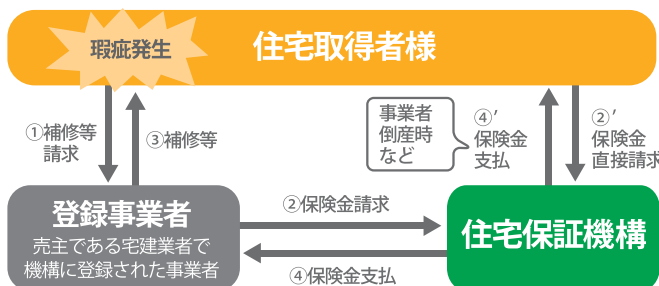 瑕疵発生
住宅取得者様
①補修等
請求
③補修等
事業者
倒産時
など
④′
保険金
支払
②′
保険金
直接請求
登録事業者
売主である宅建業者で
機構に登録された事業者
②保険金請求
④保険金支払
住宅保証機構